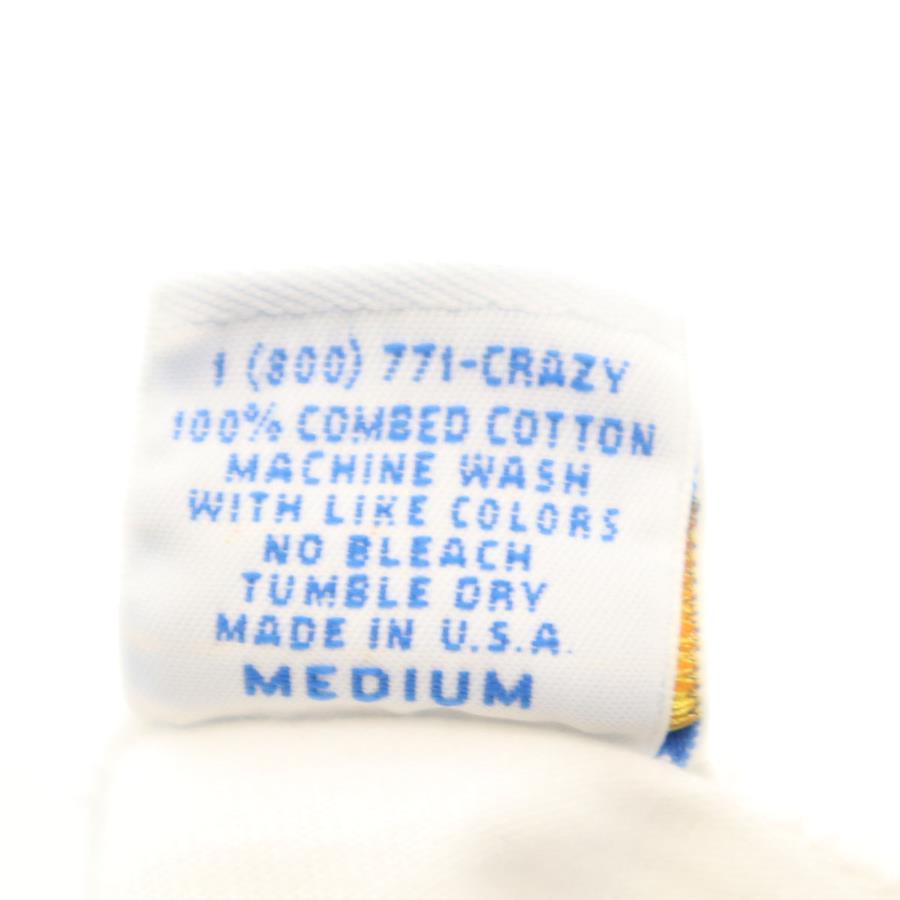 1 (800) 771-CRAZY
100% COMBED COTTON
MACHINE WASH
WITH LIKE COLORS
NO BLEACH
TUMBLE DRY
MADE IN U.S.A.
MEDIUM